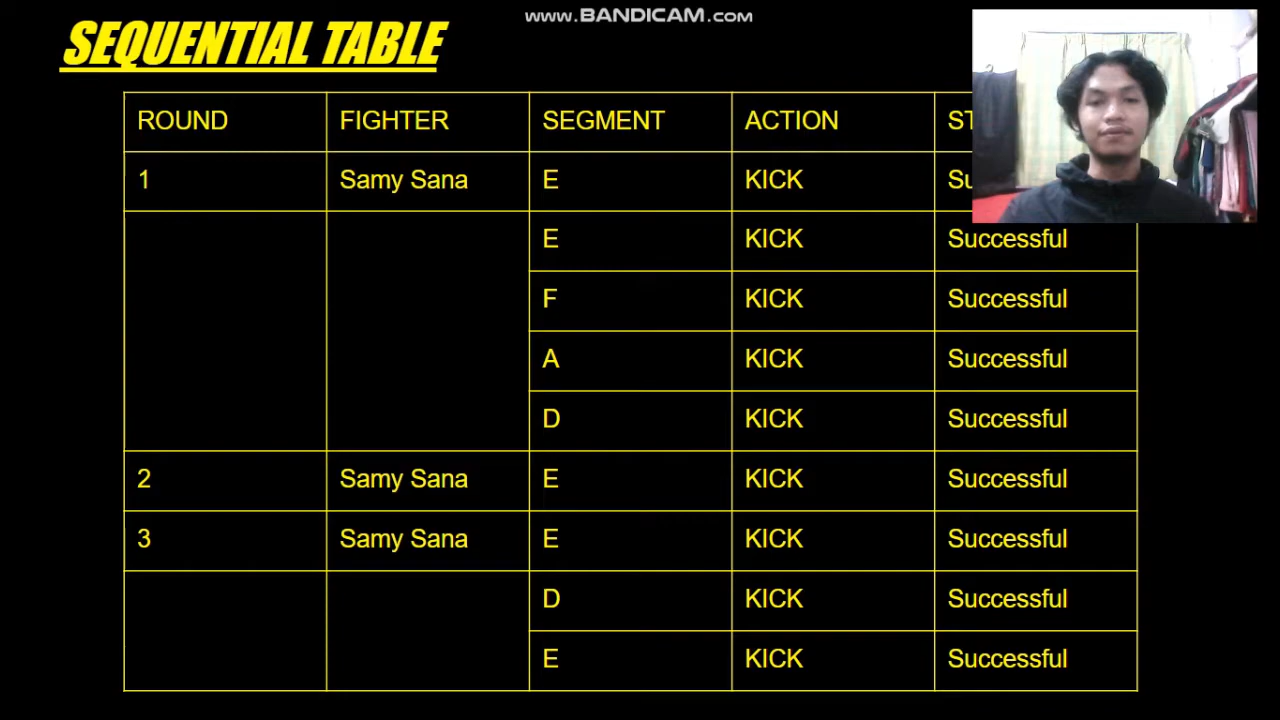 www.BANDICAM.com
SEQUENTIAL TABLE
ROUND FIGHTER SEGMENT ACTION
1 Samy Sana E KICK
E KICK Successful
F KICK Successful
A KICK Successful
D KICK Successful
2 Samy Sana E KICK Successful
3 Samy Sana E KICK Successful
D KICK Successful
E KICK Successful